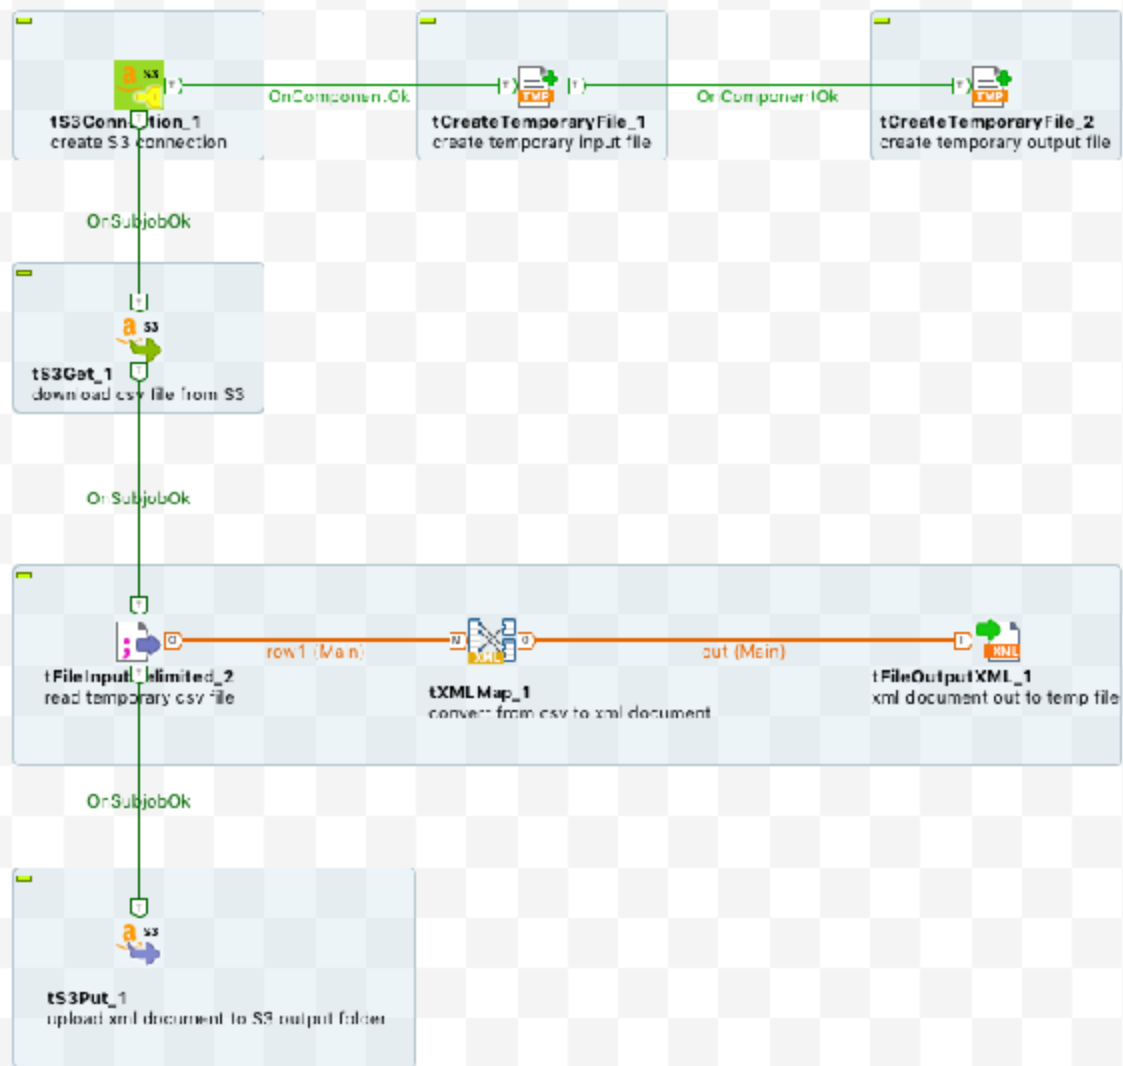 OnComponentOk
OnComponentOk
tS3Connection_1
create S3 connection
tCreateTemporaryFile_1
create temporary input file
tCreateTemporaryFile_2
create temporary output file
OnSubjobOk
tS3Get_1
download csv file from S3
OnSubjobOk
row1 (Main)
out (Main)
tFileInputDelimited_2
read temporary csv file
tXMLMap_1
convert from csv to xml document
tFileOutputXML_1
xml document out to temp file
OnSubjobOk
tS3Put_1
upload xml document to S3 output folder